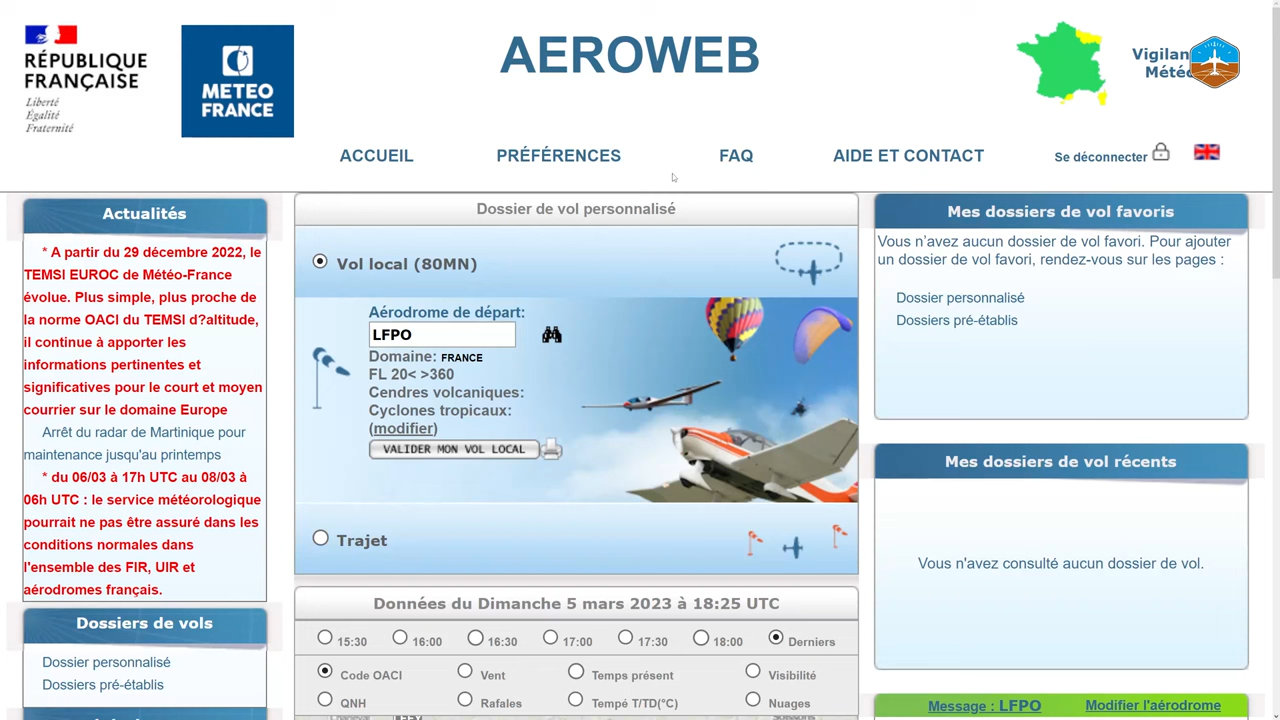 RÉPUBLIQUE
FRANÇAISE
Liberté
Égalité
Fraternité
METEO
FRANCE
AEROWEB
Vigilan
Météo
ACCUEIL
PRÉFÉRENCES
FAQ
AIDE ET CONTACT
Se déconnecter
Actualités
* A partir du 29 décembre 2022, le
TEMSI EUROC de Météo-France
évolue. Plus simple, plus proche de
la norme OACI du TEMSI d?altitude,
il continue à apporter les
informations pertinentes et
significatives pour le court et moyen
courrier sur le domaine Europe
Arrêt du radar de Martinique pour
maintenance jusqu'au printemps
* du 06/03 à 17h UTC au 08/03 à
06h UTC : le service météorologique
pourrait ne pas être assuré dans les
conditions normales dans
l'ensemble des FIR, UIR et
aérodromes français.
Dossiers de vols
Dossier personnalisé
Dossiers pré-établis
Dossier de vol personnalisé
Vol local (80MN)
Aérodrome de départ:
LFPO
Domaine: FRANCE
FL 20< >360
Cendres volcaniques:
Cyclones tropicaux:
(modifier)
VALIDER MON VOL LOCAL
Trajet
Données du Dimanche 5 mars 2023 à 18:25 UTC
15:30 16:00 16:30 17:00 17:30 18:00 Derniers
Code OACI Vent Temps présent Visibilité
QNH Rafales Tempé T/TD(°C) Nuages
Mes dossiers de vol favoris
Vous n'avez aucun dossier de vol favori. Pour ajouter
un dossier de vol favori, rendez-vous sur les pages :
Dossier personnalisé
Dossiers pré-établis
Mes dossiers de vol récents
Vous n'avez consulté aucun dossier de vol.
Message : LFPO
Modifier l'aérodrome